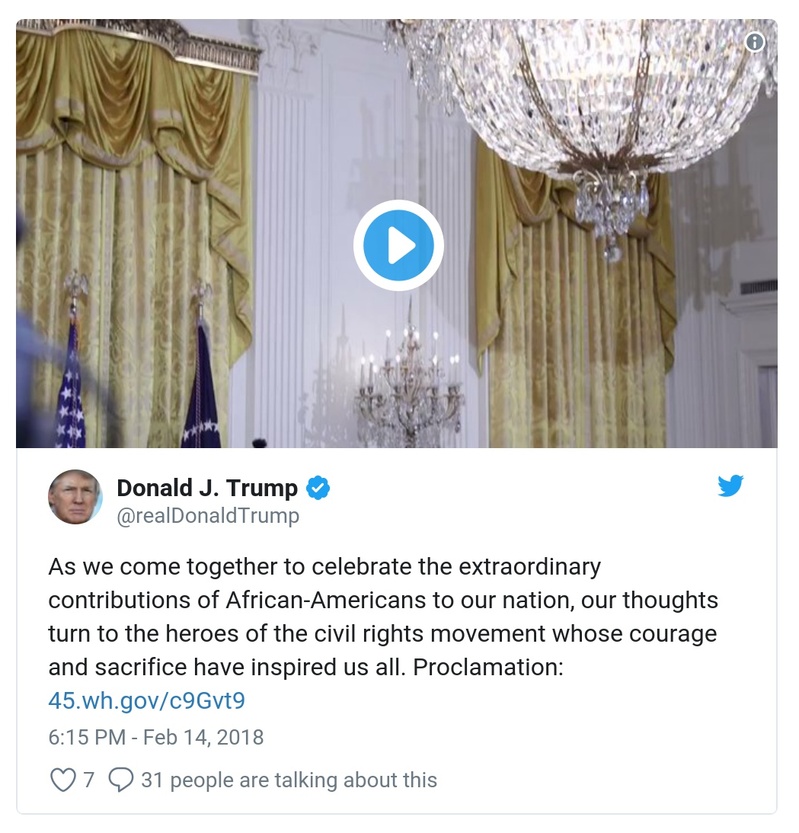 Donald J. Trump
@realDonaldTrump
As we come together to celebrate the extraordinary
contributions of African-Americans to our nation, our thoughts
turn to the heroes of the civil rights movement whose courage
and sacrifice have inspired us all. Proclamation:
45.wh.gov/c9Gvt9
6:15 PM - Feb 14, 2018
7 31 people are talking about this